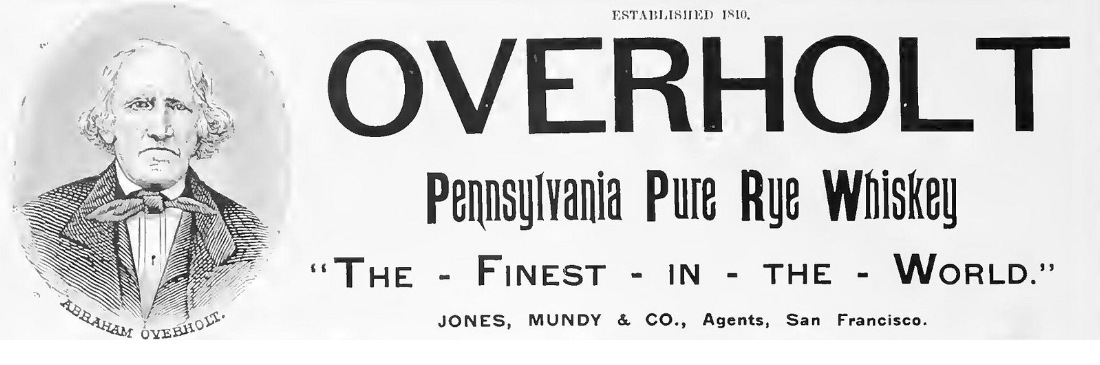 ESTABLISHED 1810.
OVERHOLT
Pennsylvania Pure Rye Whiskey
"THE - FINEST - IN - THE - WORLD."
JONES, MUNDY & CO., Agents, San Francisco.
ABRAHAM OVERHOLT.